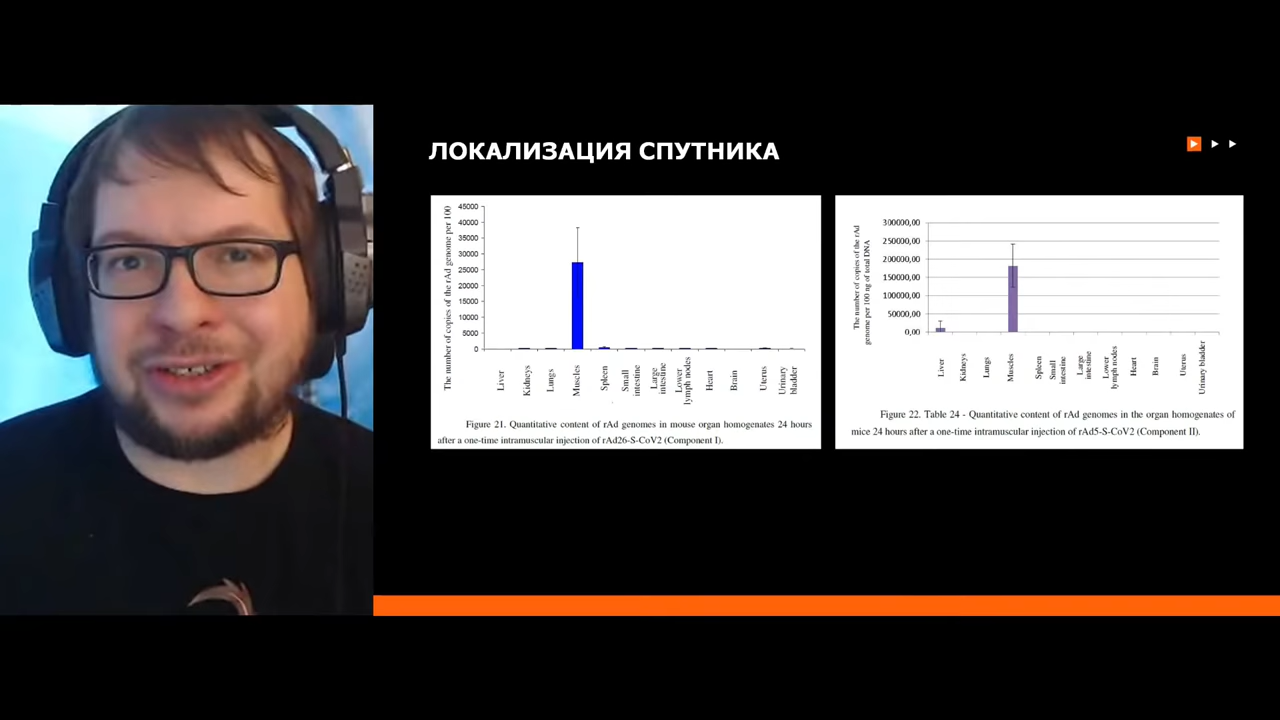 ЛОКАЛИЗАЦИЯ СПУТНИКА
The number of copies of the rAd genome per 100
45000
40000
35000
30000
25000
20000
15000
10000
5000
0
Liver
Kidneys
Lungs
Muscles
Spleen
Small
intestine
Large
intestine
Lower
lymph nodes
Heart
Brain
Uterus
Urinary
bladder
Figure 21. Quantitative content of rAd genomes in mouse organ homogenates 24 hours
after a one-time intramuscular injection of rAd26-S-CoV2 (Component I).
The number of copies of the rAd
genome per 100 ng of total DNA
300000,00
250000,00
200000,00
150000,00
100000,00
50000,00
0,00
Liver
Kidneys
Lungs
Muscles
Spleen
Small
intestine
Large
intestine
Lower
lymph nodes
Heart
Brain
Uterus
Urinary bladder
Figure 22. Table 24 - Quantitative content of rAd genomes in the organ homogenates of
mice 24 hours after a one-time intramuscular injection of rAd5-S-CoV2 (Component II).